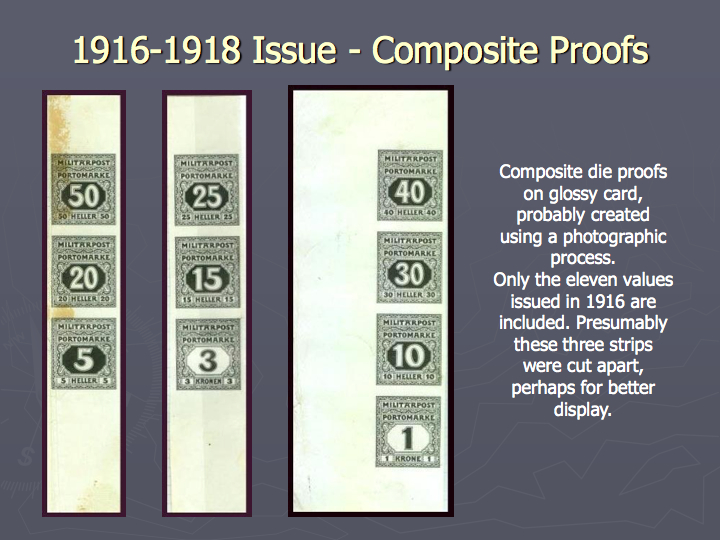 1916-1918 Issue - Composite Proofs
MILITÄRPOST
PORTOMARKE
50
50 HELLER 50
MILITÄRPOST
PORTOMARKE
20
20 HELLER 20
MILITÄRPOST
PORTOMARKE
5
5 HELLER 5
MILITÄRPOST
PORTOMARKE
25
25 HELLER 25
MILITÄRPOST
PORTOMARKE
15
15 HELLER 15
MILITÄRPOST
PORTOMARKE
3
3 KRONEN 3
MILITÄRPOST
PORTOMARKE
40
40 HELLER 40
MILITÄRPOST
PORTOMARKE
30
30 HELLER 30
MILITÄRPOST
PORTOMARKE
10
10 HELLER 10
MILITÄRPOST
PORTOMARKE
1
1 KRONE 1
Composite die proofs
on glossy card,
probably created
using a photographic
process.
Only the eleven values
issued in 1916 are
included. Presumably
these three strips
were cut apart,
perhaps for better
display.